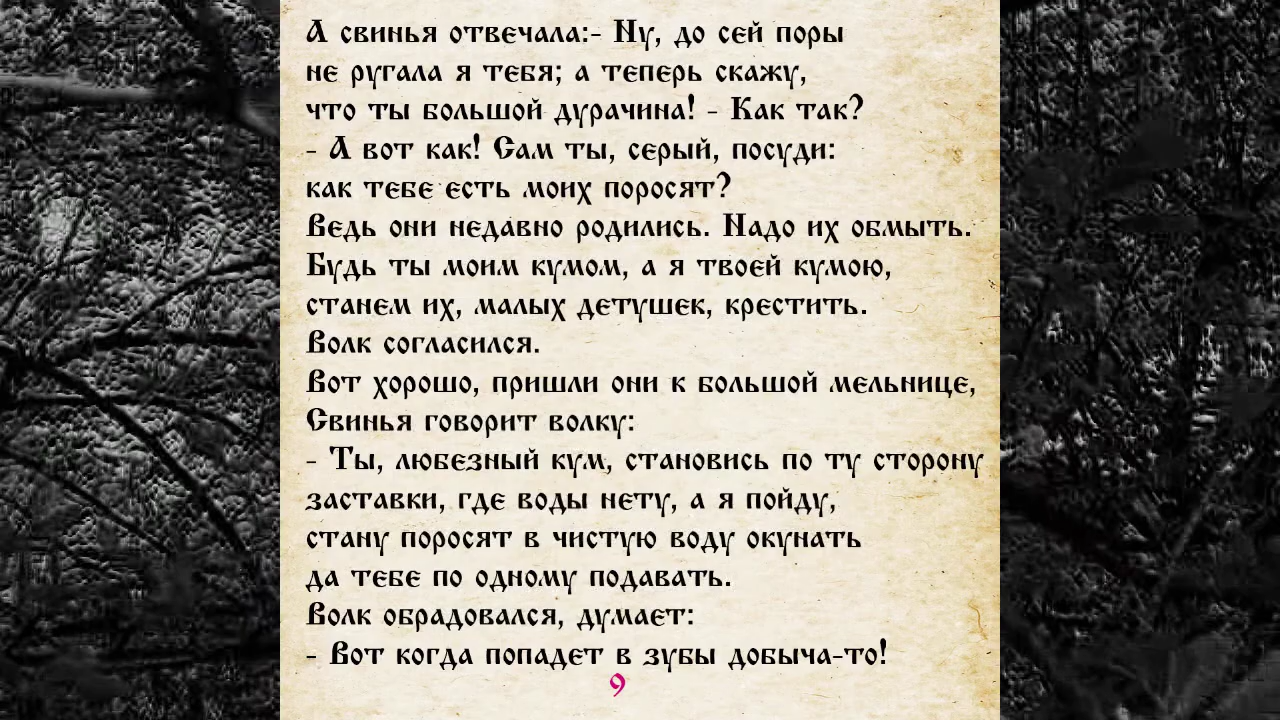 А свинья отвечала:- Ну, до сей поры
не ругала я тебя; а теперь скажу,
что ты большой дурачина! - Как так?
- А вот как! Сам ты, серый, посуди:
как тебе есть моих поросят?
Ведь они недавно родились. Надо их обмыть.
Будь ты моим кумом, а я твоей кумою,
станем их, малых детушек, крестить.
Волк согласился.
Вот хорошо, пришли они к большой мельнице,
Свинья говорит волку:
- Ты, любезный кум, становись по ту сторону
заставки, где воды нету, а я пойду,
стану поросят в чистую воду окунать
да тебе по одному подавать.
Волк обрадовался, думает:
- Вот когда попадет в зубы добыча-то!
9